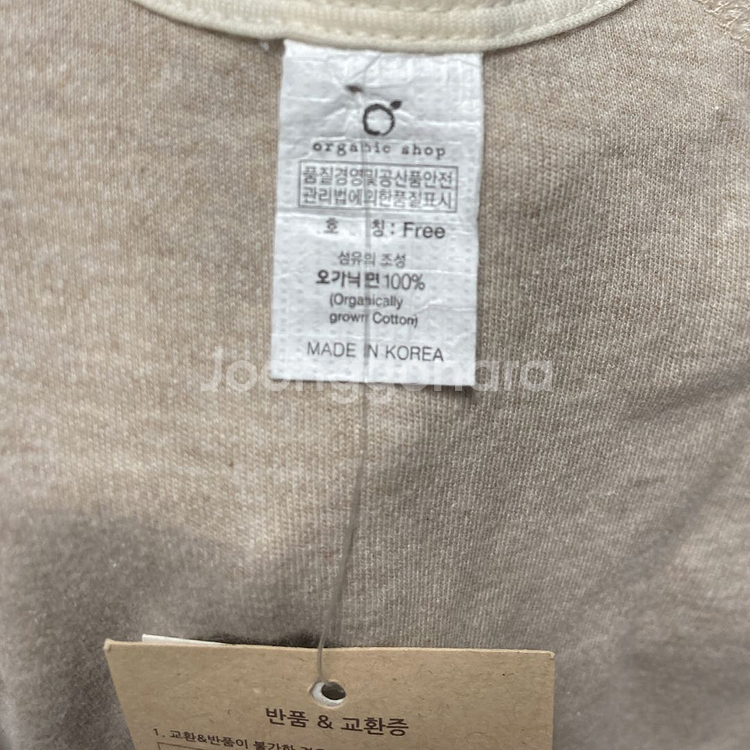 organic shop
품질경영및공산품안전
관리법에의한품질표시
호 칭: Free
섬유의 조성
오가닉면100%
(Organically
grown Cotton)
MADE IN KOREA
Joonggonara
반품 & 교환증
1. 교환&반품이 불가한 경우